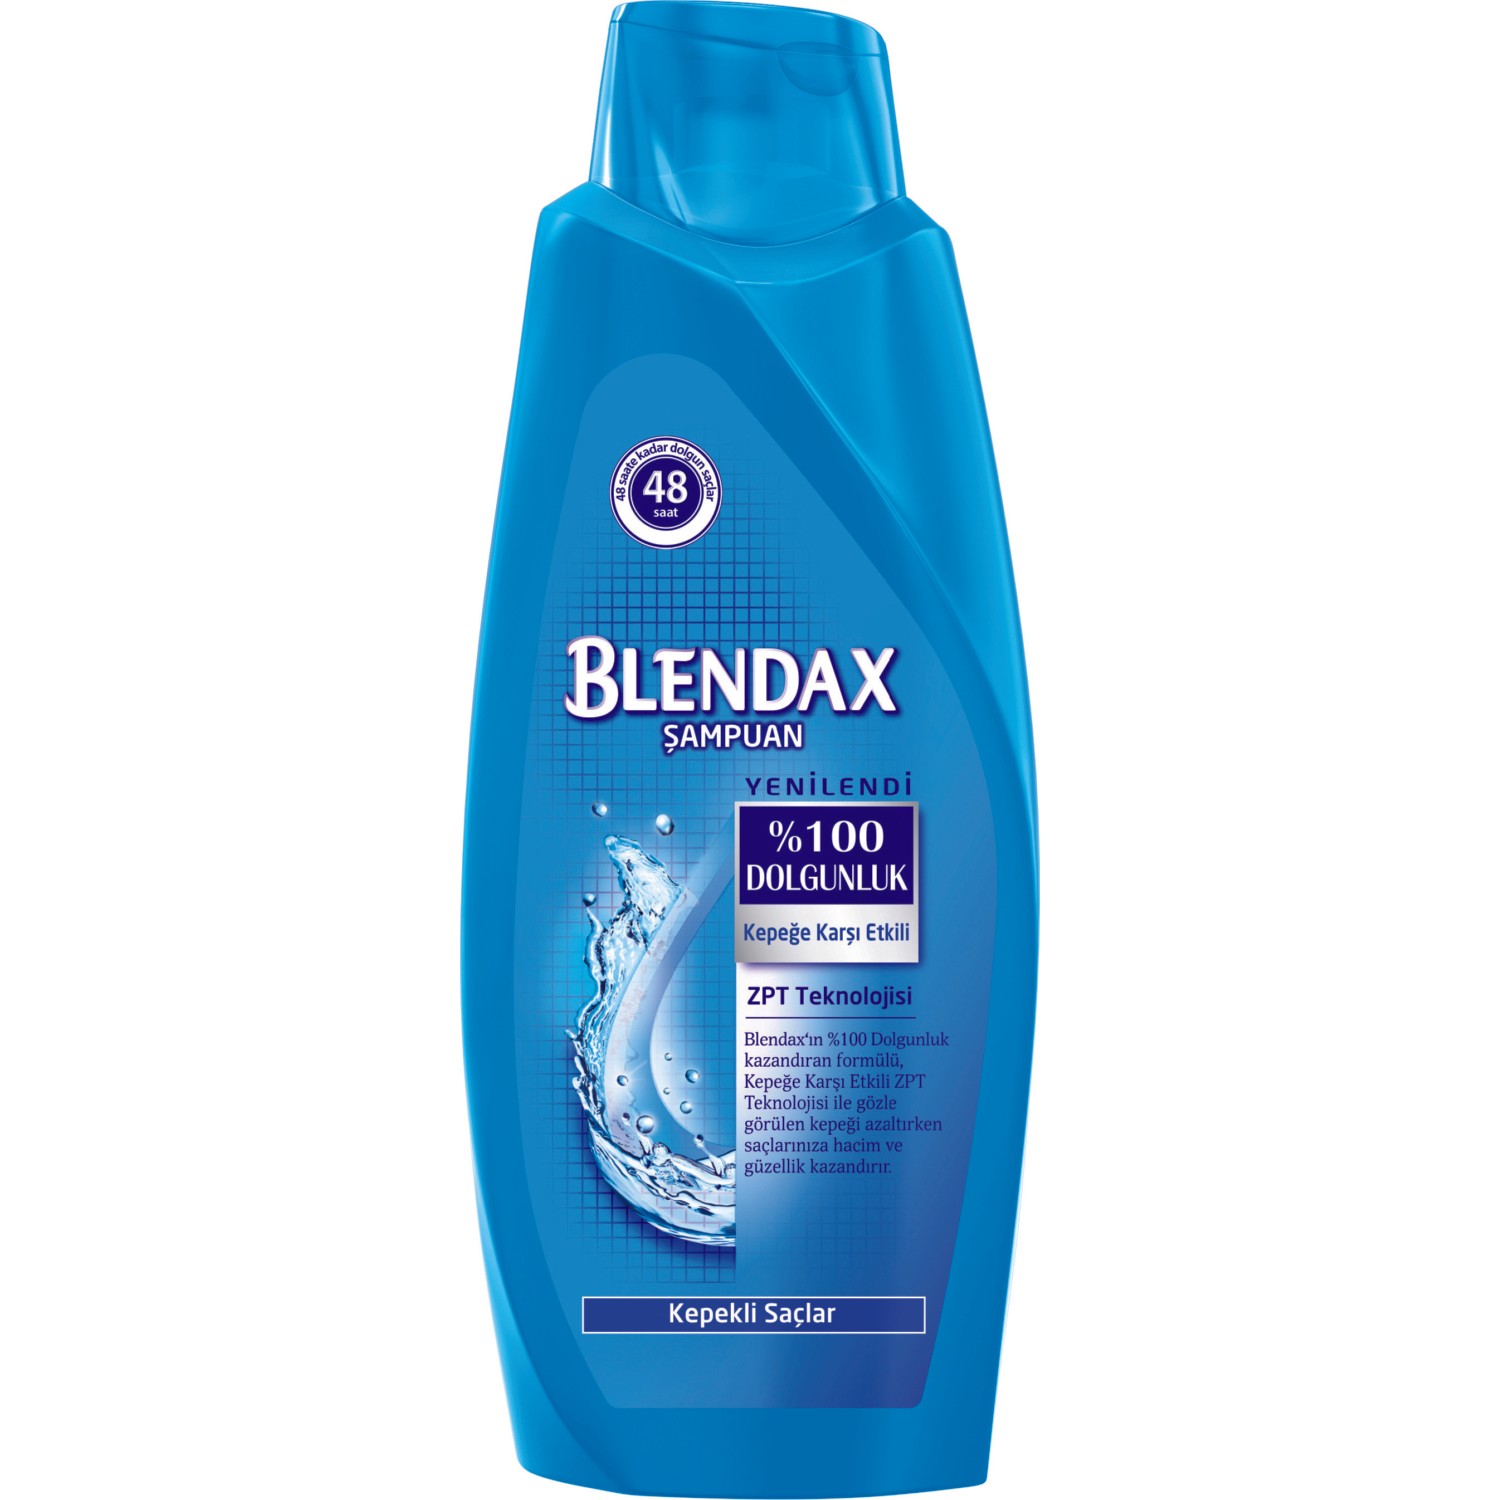 48 saate kadar dolgun saçlar
48
saat
BLENDAX
ŞAMPUAN
YENİLENDİ
%100
DOLGUNLUK
Kepeğe Karşı Etkili
ZPT Teknolojisi
Blendax'ın %100 Dolgunluk
kazandıran formülü,
Kepeğe Karşı Etkili ZPT
Teknolojisi ile gözle
görülen kepeği azaltırken
saçlarınıza hacim ve
güzellik kazandırır.
Kepekli Saçlar